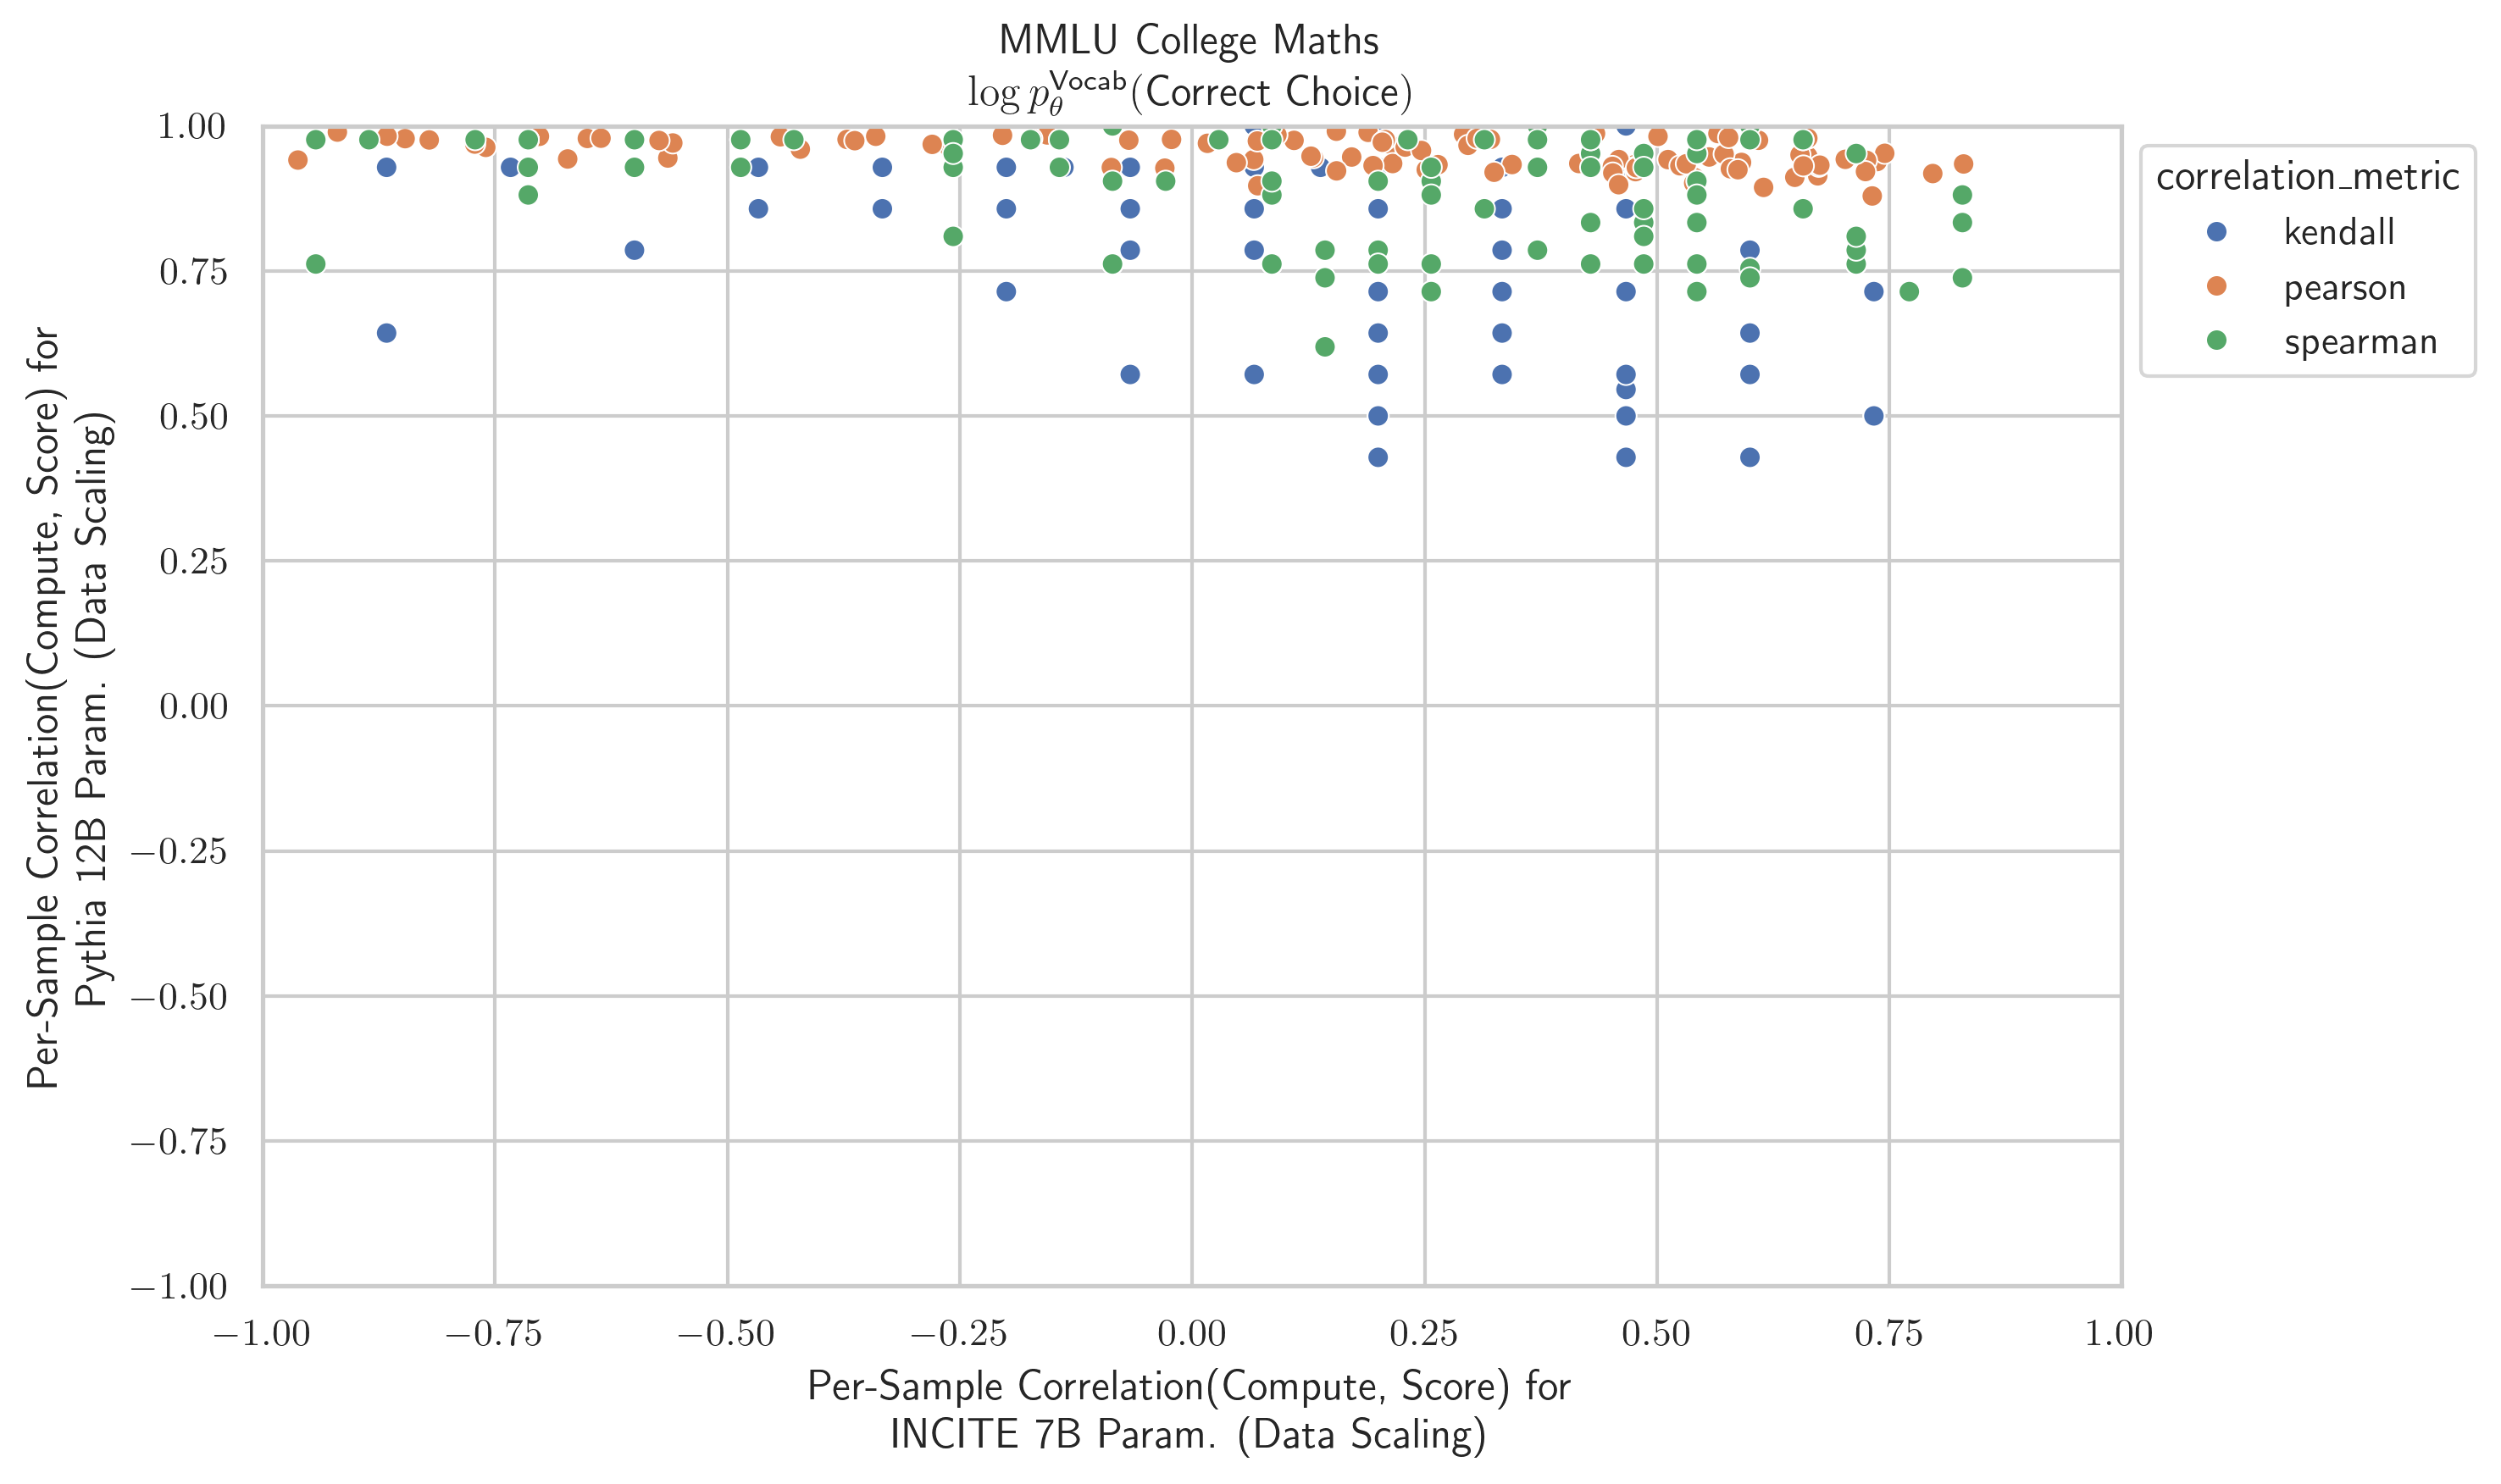 MMLU College Maths
log p_θ^Vocab(Correct Choice)
1.00
0.75
0.50
0.25
0.00
−0.25
−0.50
−0.75
−1.00
Per-Sample Correlation(Compute, Score) for
Pythia 12B Param. (Data Scaling)
correlation_metric
kendall
pearson
spearman
−1.00 −0.75 −0.50 −0.25 0.00 0.25 0.50 0.75 1.00
Per-Sample Correlation(Compute, Score) for
INCITE 7B Param. (Data Scaling)